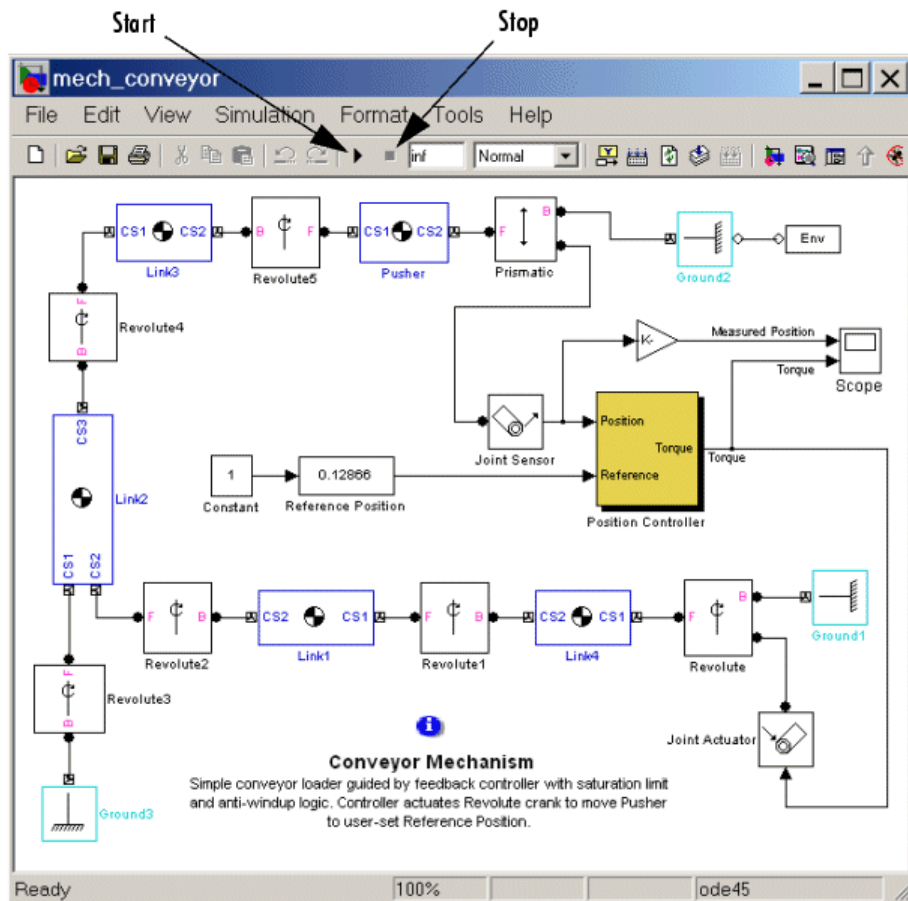 Start
Stop
mech_conveyor
File Edit View Simulation Format Tools Help
inf Normal
CS1 CS2
Link3
B F
Revolute5
CS1 CS2
Pusher
F B
Prismatic
Ground2
Env
F
B
Revolute4
K-
Measured Position
Torque
Scope
CS3
CS1 CS2
Link2
Joint Sensor
1
Constant
0.12866
Reference Position
Position
Reference
Torque
Torque
Position Controller
F B
Revolute2
CS2 CS1
Link1
F B
Revolute1
CS2 CS1
Link4
F B
Revolute
Ground1
F
B
Revolute3
Joint Actuator
Ground3
i
Conveyor Mechanism
Simple conveyor loader guided by feedback controller with saturation limit
and anti-windup logic. Controller actuates Revolute crank to move Pusher
to user-set Reference Position.
Ready 100% ode45